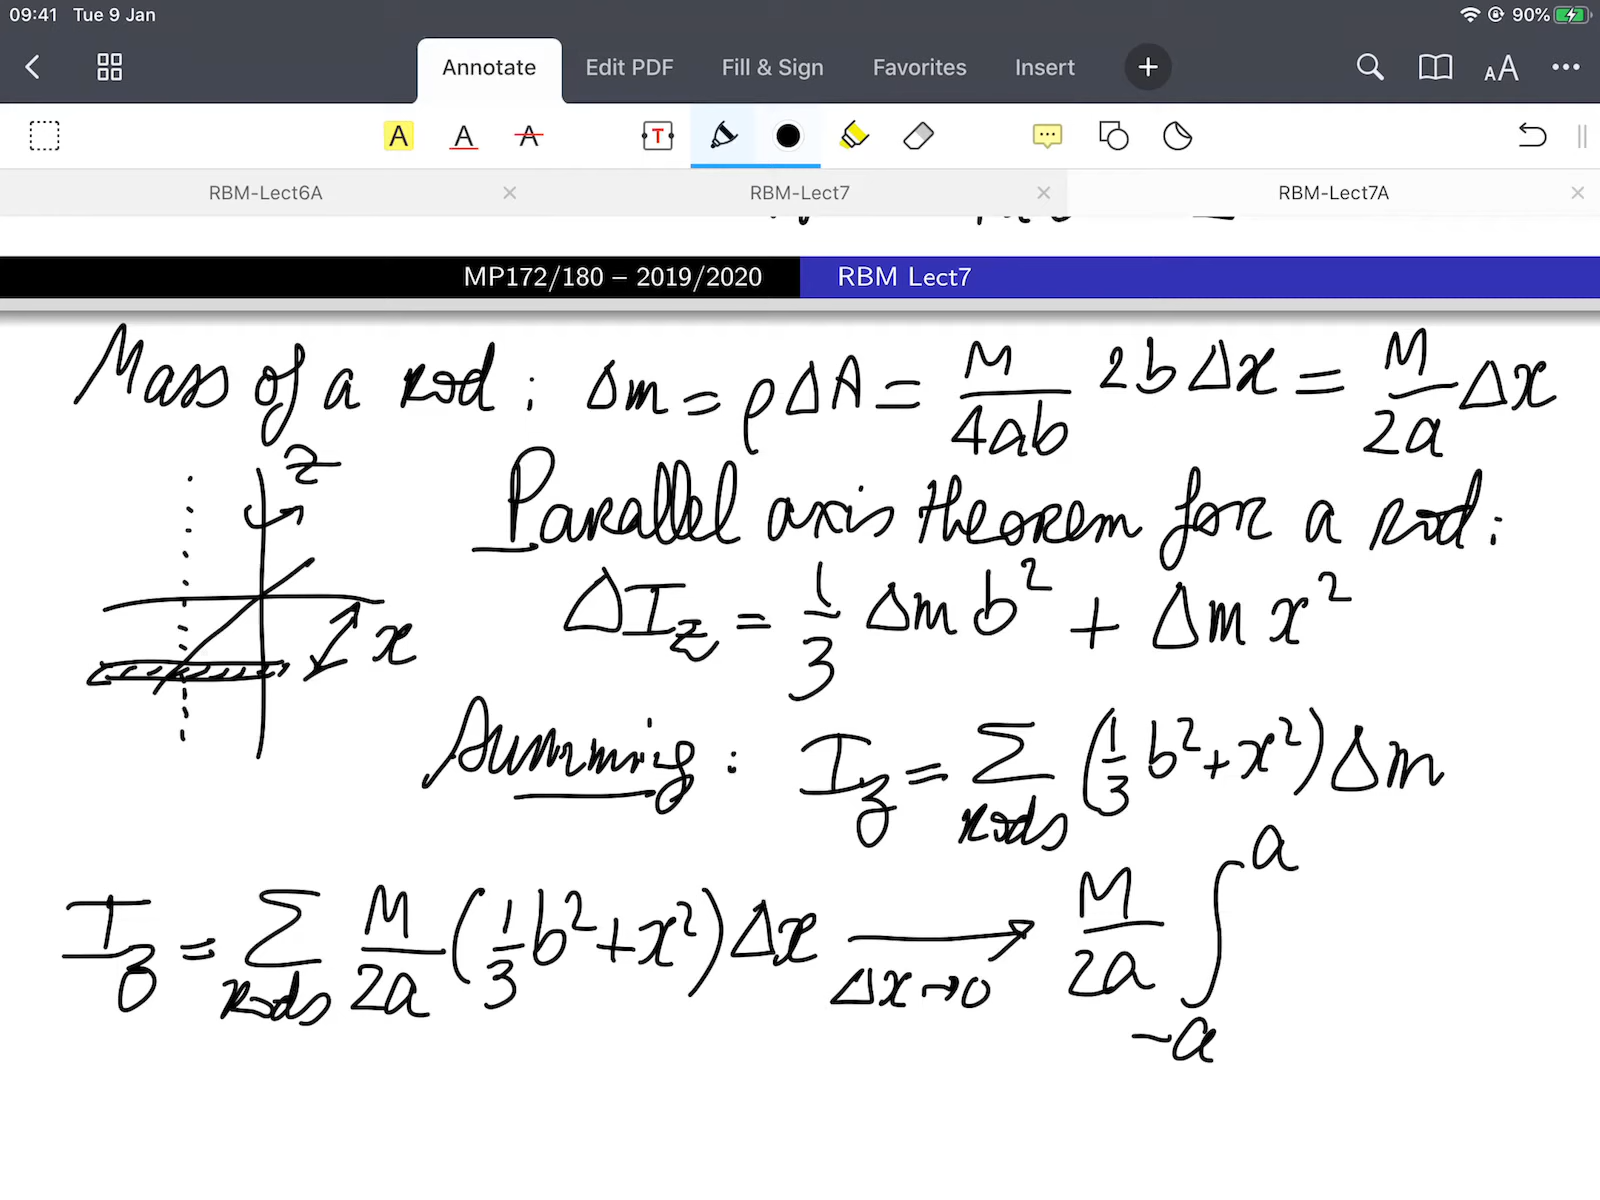 09:41 Tue 9 Jan 90%
Annotate Edit PDF Fill & Sign Favorites Insert + AA
A A A T
RBM-Lect6A RBM-Lect7 RBM-Lect7A
MP172/180 – 2019/2020 RBM Lect7
Mass of a rod: Δm = ρΔA = M/4ab 2bΔx = M/2a Δx
z
Parallel axis theorem for a rod:
ΔI_z = 1/3 Δm b² + Δm x²
x
Summing: I_z = Σ_rods (1/3 b² + x²) Δm
I_z = Σ_rods M/2a (1/3 b² + x²) Δx →_{Δx→0} M/2a ∫_{-a}^{a}